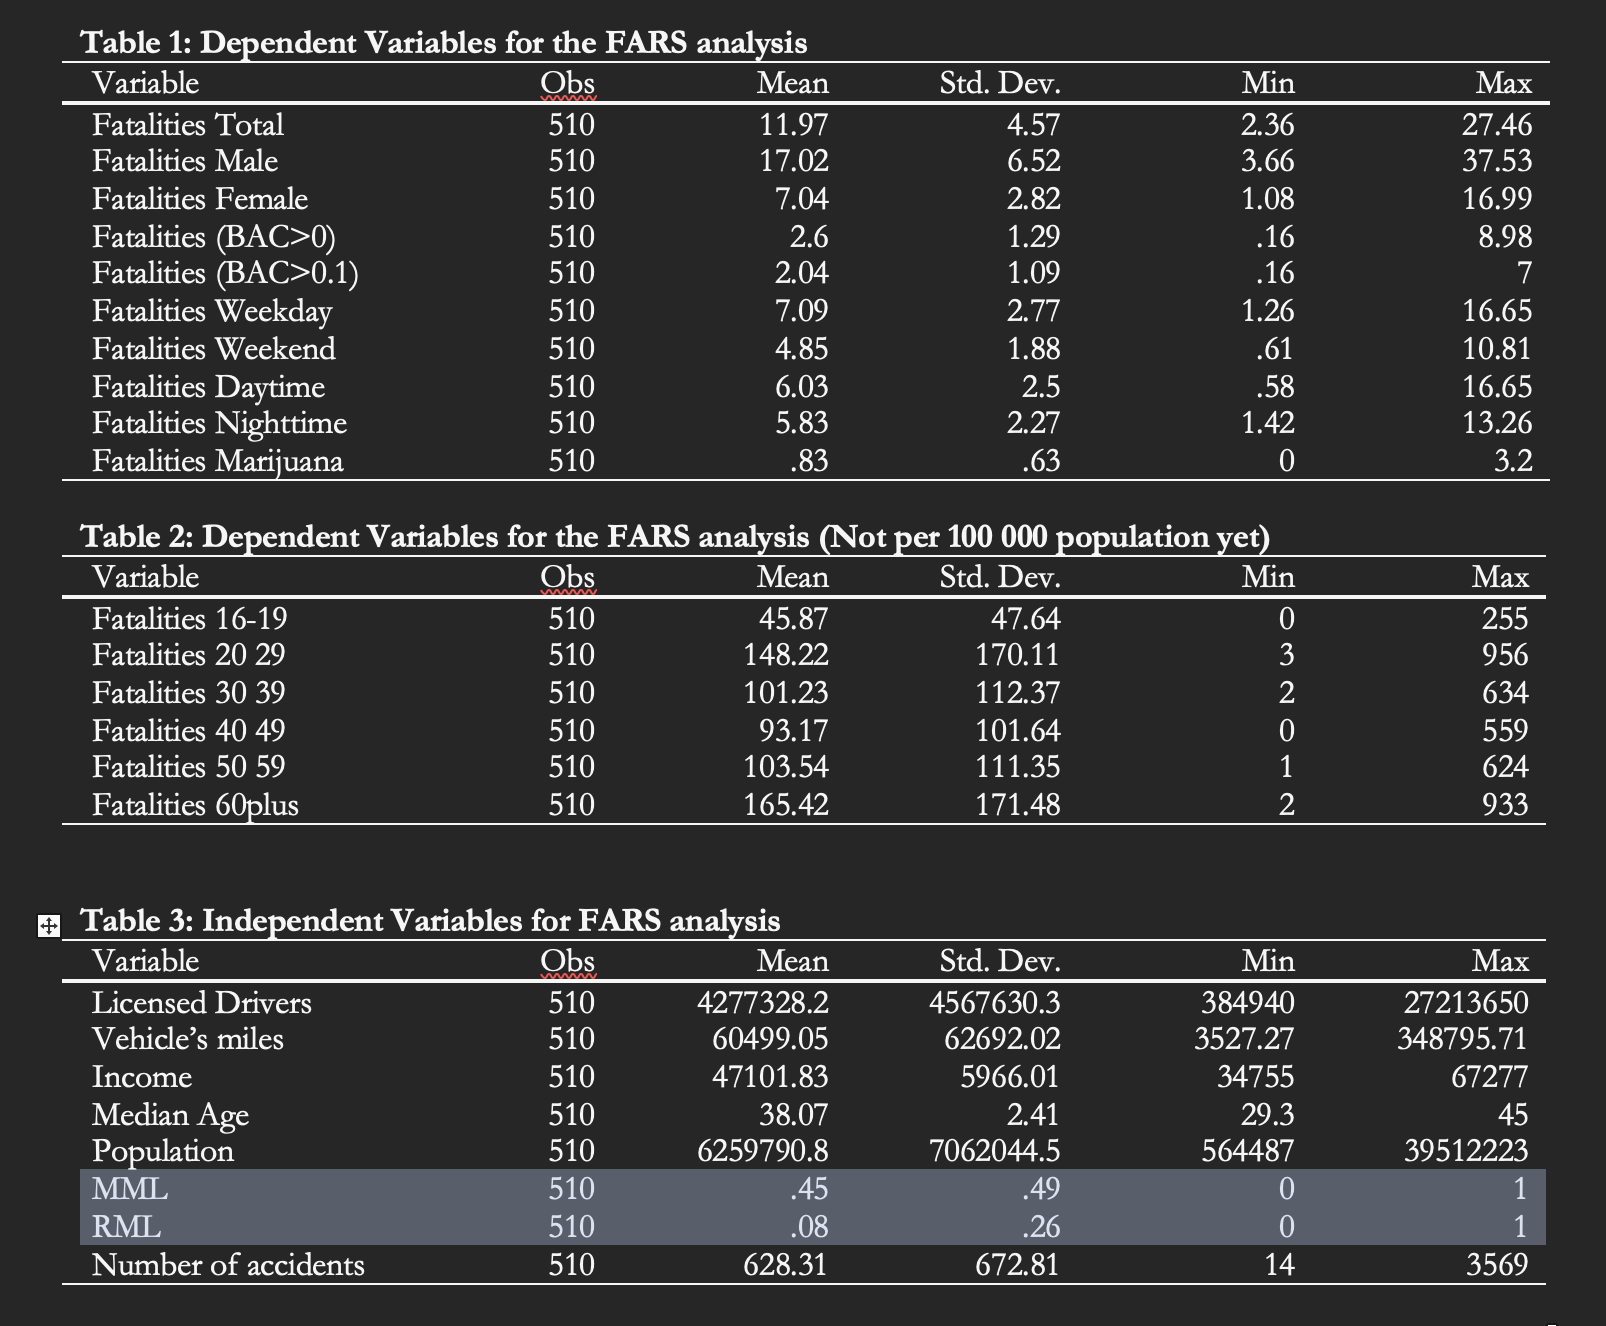 Table 1: Dependent Variables for the FARS analysis
Variable Obs Mean Std. Dev. Min Max
Fatalities Total 510 11.97 4.57 2.36 27.46
Fatalities Male 510 17.02 6.52 3.66 37.53
Fatalities Female 510 7.04 2.82 1.08 16.99
Fatalities (BAC>0) 510 2.6 1.29 .16 8.98
Fatalities (BAC>0.1) 510 2.04 1.09 .16 7
Fatalities Weekday 510 7.09 2.77 1.26 16.65
Fatalities Weekend 510 4.85 1.88 .61 10.81
Fatalities Daytime 510 6.03 2.5 .58 16.65
Fatalities Nighttime 510 5.83 2.27 1.42 13.26
Fatalities Marijuana 510 .83 .63 0 3.2
Table 2: Dependent Variables for the FARS analysis (Not per 100 000 population yet)
Variable Obs Mean Std. Dev. Min Max
Fatalities 16-19 510 45.87 47.64 0 255
Fatalities 20 29 510 148.22 170.11 3 956
Fatalities 30 39 510 101.23 112.37 2 634
Fatalities 40 49 510 93.17 101.64 0 559
Fatalities 50 59 510 103.54 111.35 1 624
Fatalities 60plus 510 165.42 171.48 2 933
Table 3: Independent Variables for FARS analysis
Variable Obs Mean Std. Dev. Min Max
Licensed Drivers 510 4277328.2 4567630.3 384940 27213650
Vehicle’s miles 510 60499.05 62692.02 3527.27 348795.71
Income 510 47101.83 5966.01 34755 67277
Median Age 510 38.07 2.41 29.3 45
Population 510 6259790.8 7062044.5 564487 39512223
MML 510 .45 .49 0 1
RML 510 .08 .26 0 1
Number of accidents 510 628.31 672.81 14 3569